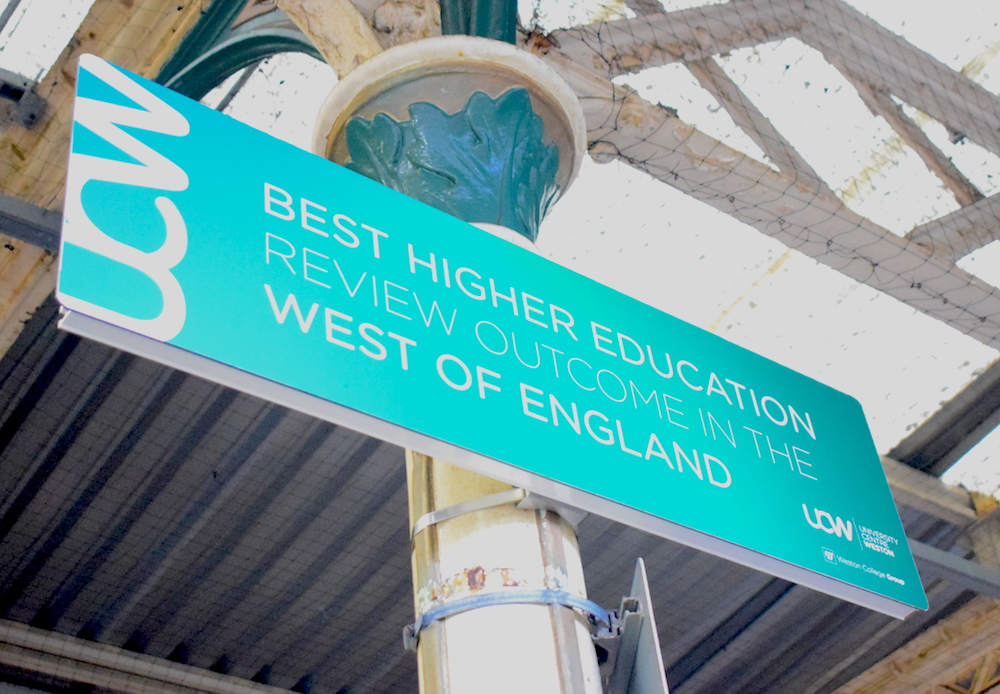 UCW
BEST HIGHER EDUCATION
REVIEW OUTCOME IN THE
WEST OF ENGLAND
UCW
UNIVERSITY
CENTRE
WESTON
Weston College Group